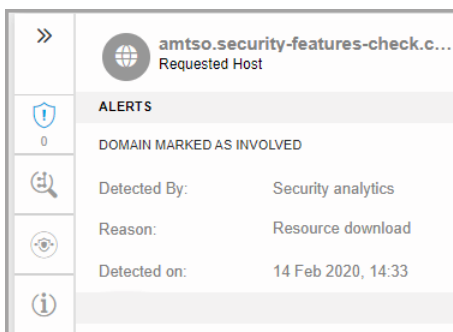 amtso.security-features-check.c...
Requested Host
ALERTS
0
DOMAIN MARKED AS INVOLVED
Detected By: Security analytics
Reason: Resource download
Detected on: 14 Feb 2020, 14:33